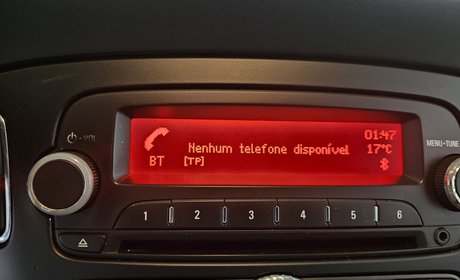 VOL
MENU•TUNE
01:47
Nenhum telefone disponível 17°C
BT [TP]
1 2 3 4 5 6